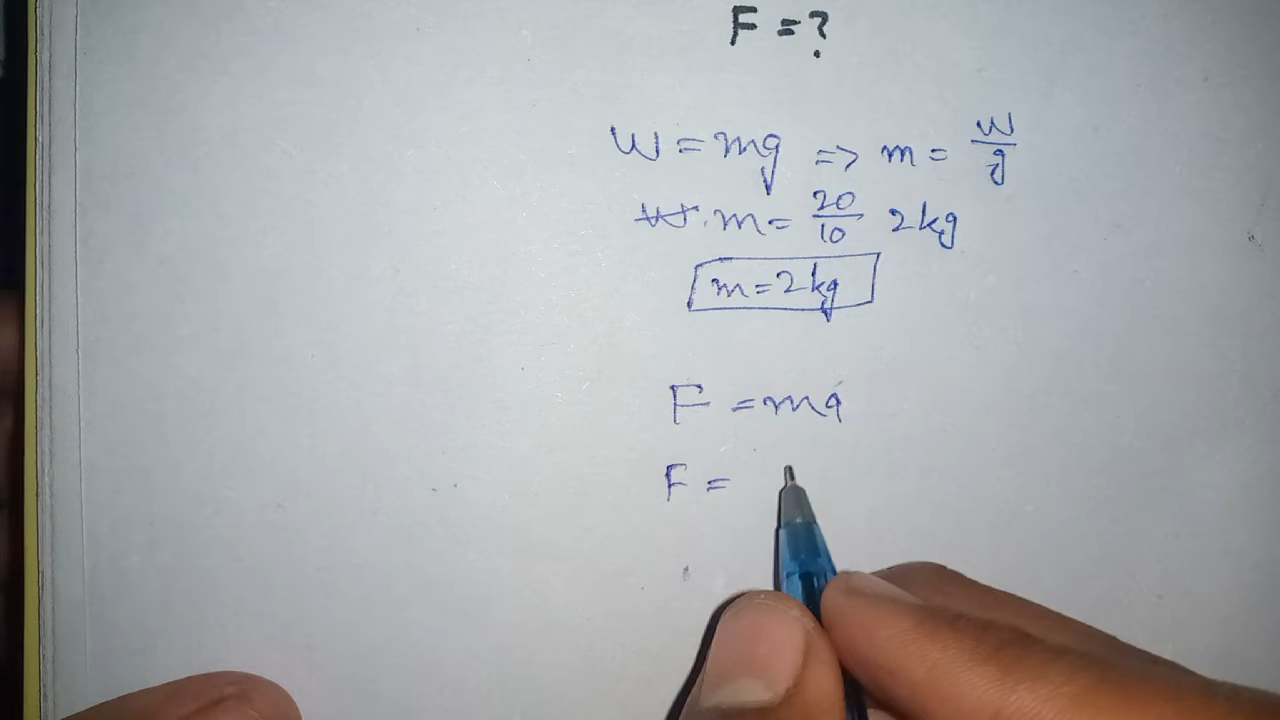 F = ?
W = mg => m = W/g
W. m = 20/10 2kg
m = 2kg
F = ma
F =